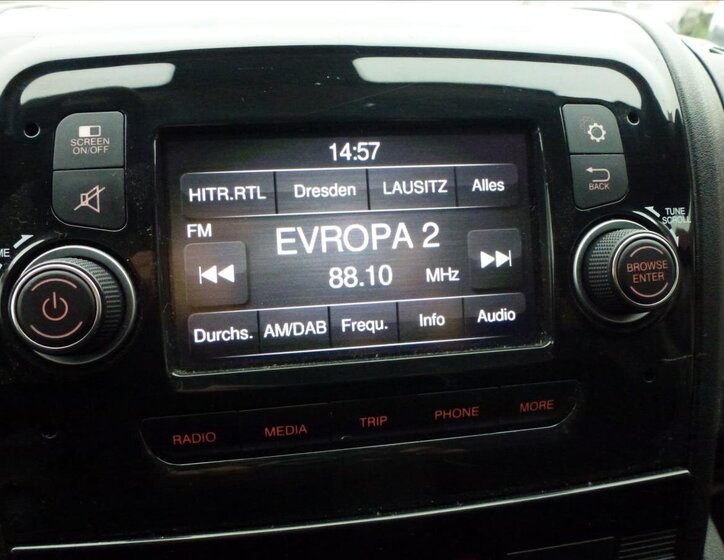 SCREEN
ON/OFF
14:57
HITR.RTL Dresden LAUSITZ Alles
FM
EVROPA 2
88.10 MHz
Durchs. AM/DAB Frequ. Info Audio
BACK
TUNE
SCROLL
BROWSE
ENTER
RADIO MEDIA TRIP PHONE MORE